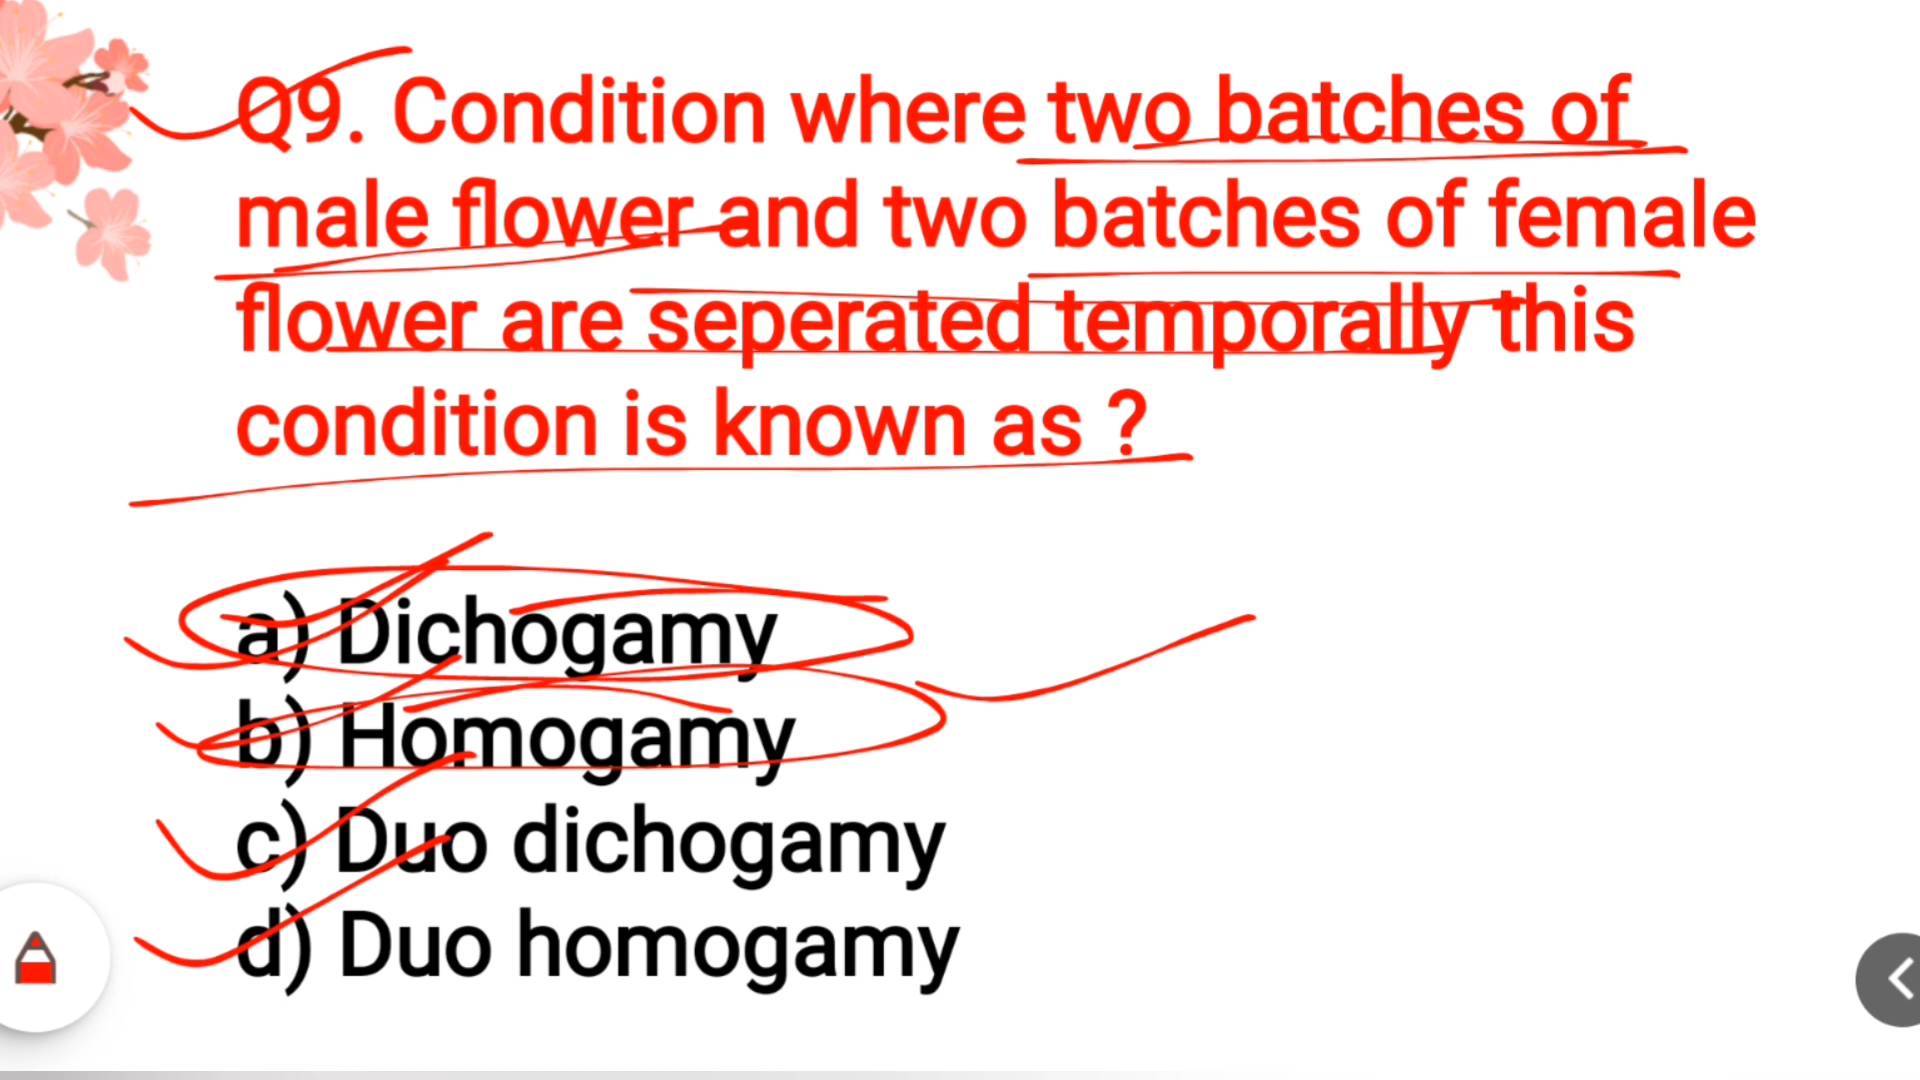 Q9. Condition where two batches of
male flower and two batches of female
flower are seperated temporally this
condition is known as ?
a) Dichogamy
b) Homogamy
c) Duo dichogamy
d) Duo homogamy